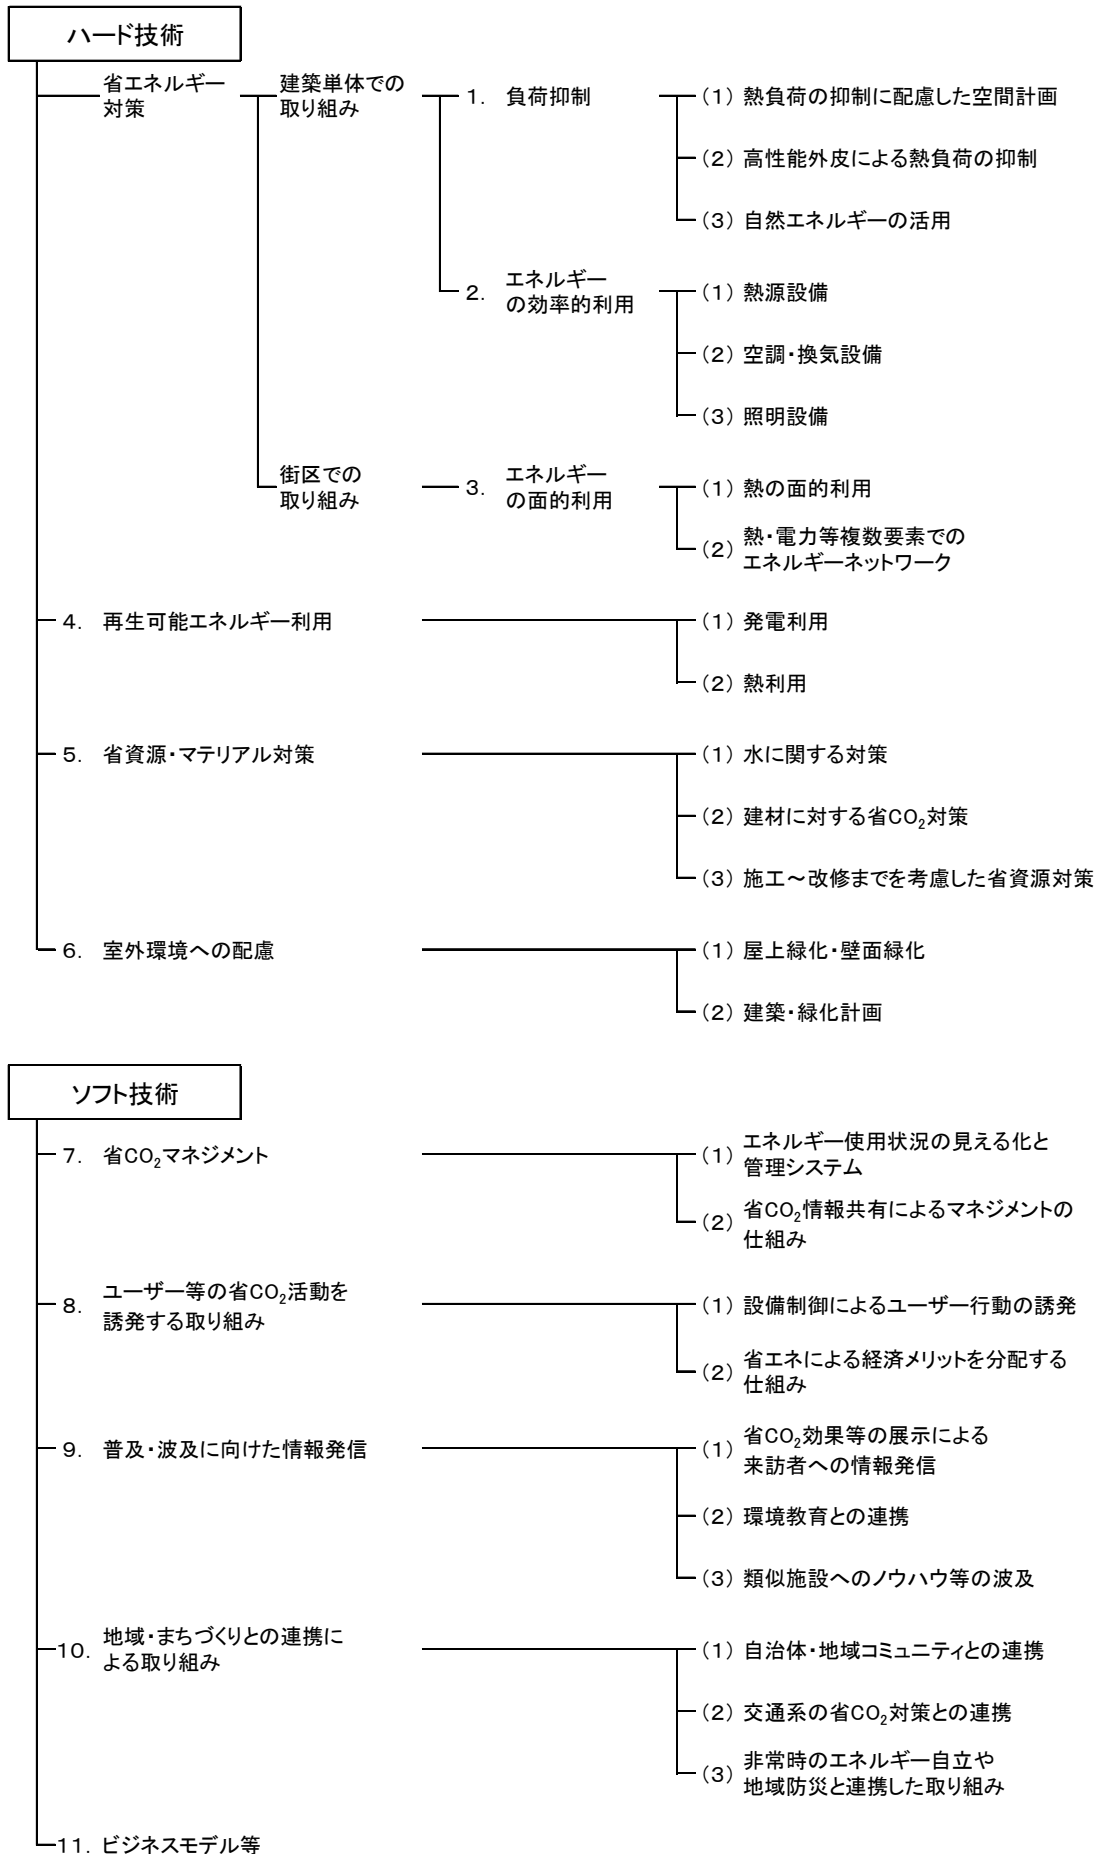 ハード技術
省エネルギー
対策
建築単体での
取り組み
1. 負荷抑制
(1) 熱負荷の抑制に配慮した空間計画
(2) 高性能外皮による熱負荷の抑制
(3) 自然エネルギーの活用
2. エネルギー
の効率的利用
(1) 熱源設備
(2) 空調・換気設備
(3) 照明設備
街区での
取り組み
3. エネルギー
の面的利用
(1) 熱の面的利用
(2) 熱・電力等複数要素での
エネルギーネットワーク
4. 再生可能エネルギー利用
(1) 発電利用
(2) 熱利用
5. 省資源・マテリアル対策
(1) 水に関する対策
(2) 建材に対する省CO₂対策
(3) 施工～改修までを考慮した省資源対策
6. 室外環境への配慮
(1) 屋上緑化・壁面緑化
(2) 建築・緑化計画
ソフト技術
7. 省CO₂マネジメント
(1) エネルギー使用状況の見える化と
管理システム
(2) 省CO₂情報共有によるマネジメントの
仕組み
8. ユーザー等の省CO₂活動を
誘発する取り組み
(1) 設備制御によるユーザー行動の誘発
(2) 省エネによる経済メリットを分配する
仕組み
9. 普及・波及に向けた情報発信
(1) 省CO₂効果等の展示による
来訪者への情報発信
(2) 環境教育との連携
(3) 類似施設へのノウハウ等の波及
10. 地域・まちづくりとの連携に
よる取り組み
(1) 自治体・地域コミュニティとの連携
(2) 交通系の省CO₂対策との連携
(3) 非常時のエネルギー自立や
地域防災と連携した取り組み
11. ビジネスモデル等